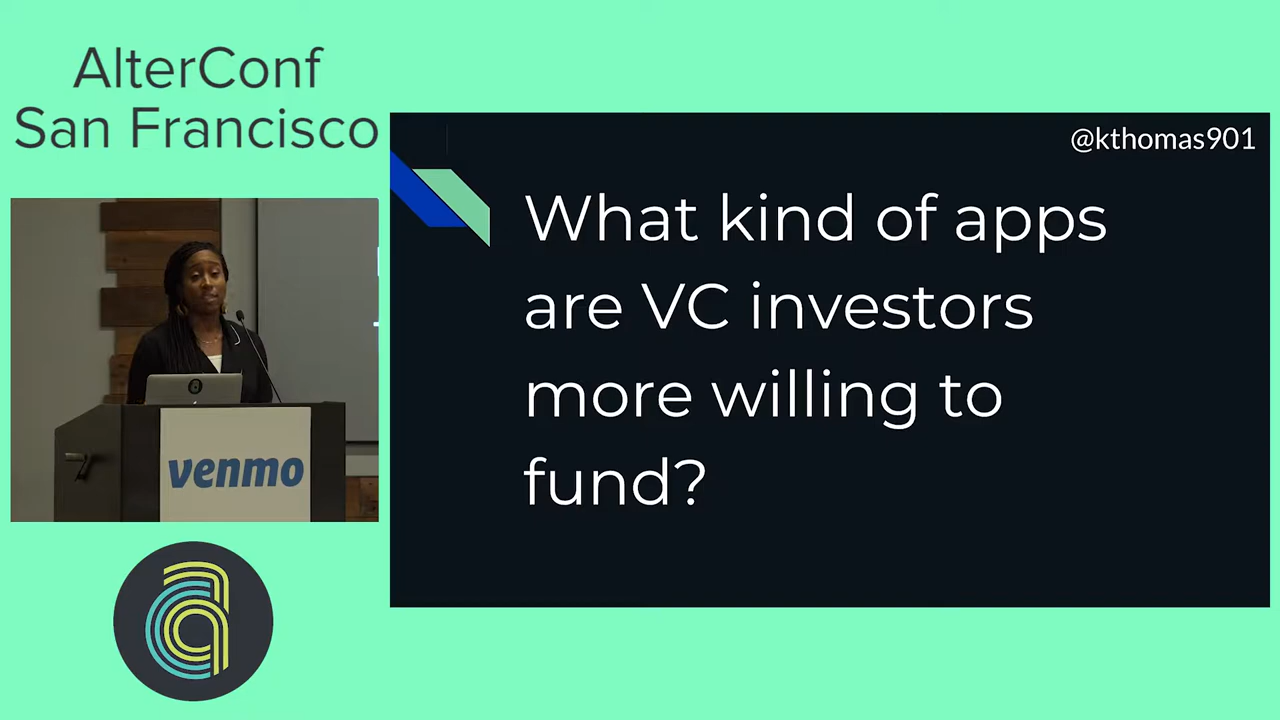 AlterConf
San Francisco
@kthomas901
What kind of apps
are VC investors
more willing to
fund?
venmo